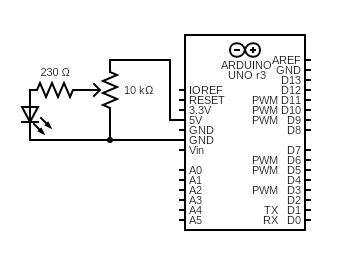 230 Ω
10 kΩ
ARDUINO
UNO r3
IOREF
RESET
3.3V
5V
GND
GND
Vin
A0
A1
A2
A3
A4
A5
AREF
GND
D13
D12
PWM D11
PWM D10
PWM D9
D8
D7
PWM D6
PWM D5
D4
PWM D3
D2
TX D1
RX D0